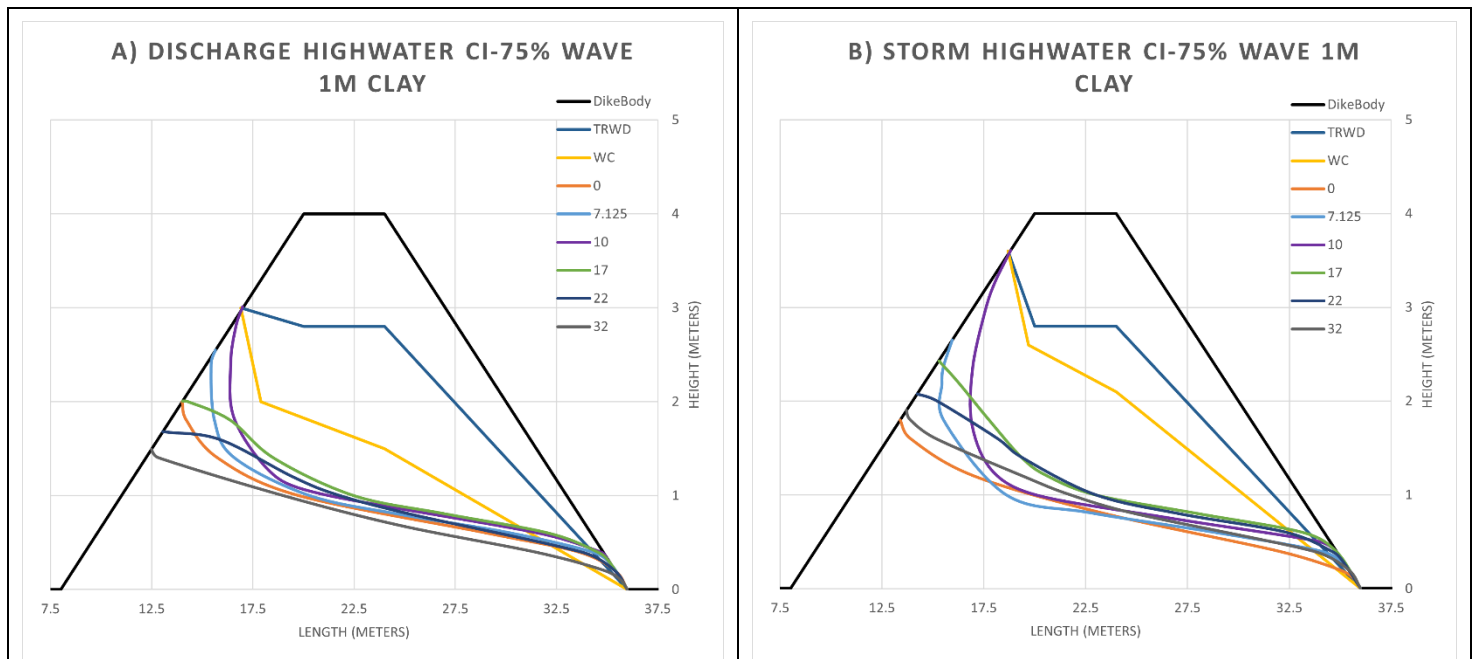 A) DISCHARGE HIGHWATER CI-75% WAVE
1M CLAY
DikeBody
TRWD
WC
0
7.125
10
17
22
32
5
4
3
2
1
0
HEIGHT (METERS)
7.5 12.5 17.5 22.5 27.5 32.5 37.5
LENGTH (METERS)
B) STORM HIGHWATER CI-75% WAVE 1M
CLAY
DikeBody
TRWD
WC
0
7.125
10
17
22
32
5
4
3
2
1
0
HEIGHT (METERS)
7.5 12.5 17.5 22.5 27.5 32.5 37.5
LENGTH (METERS)